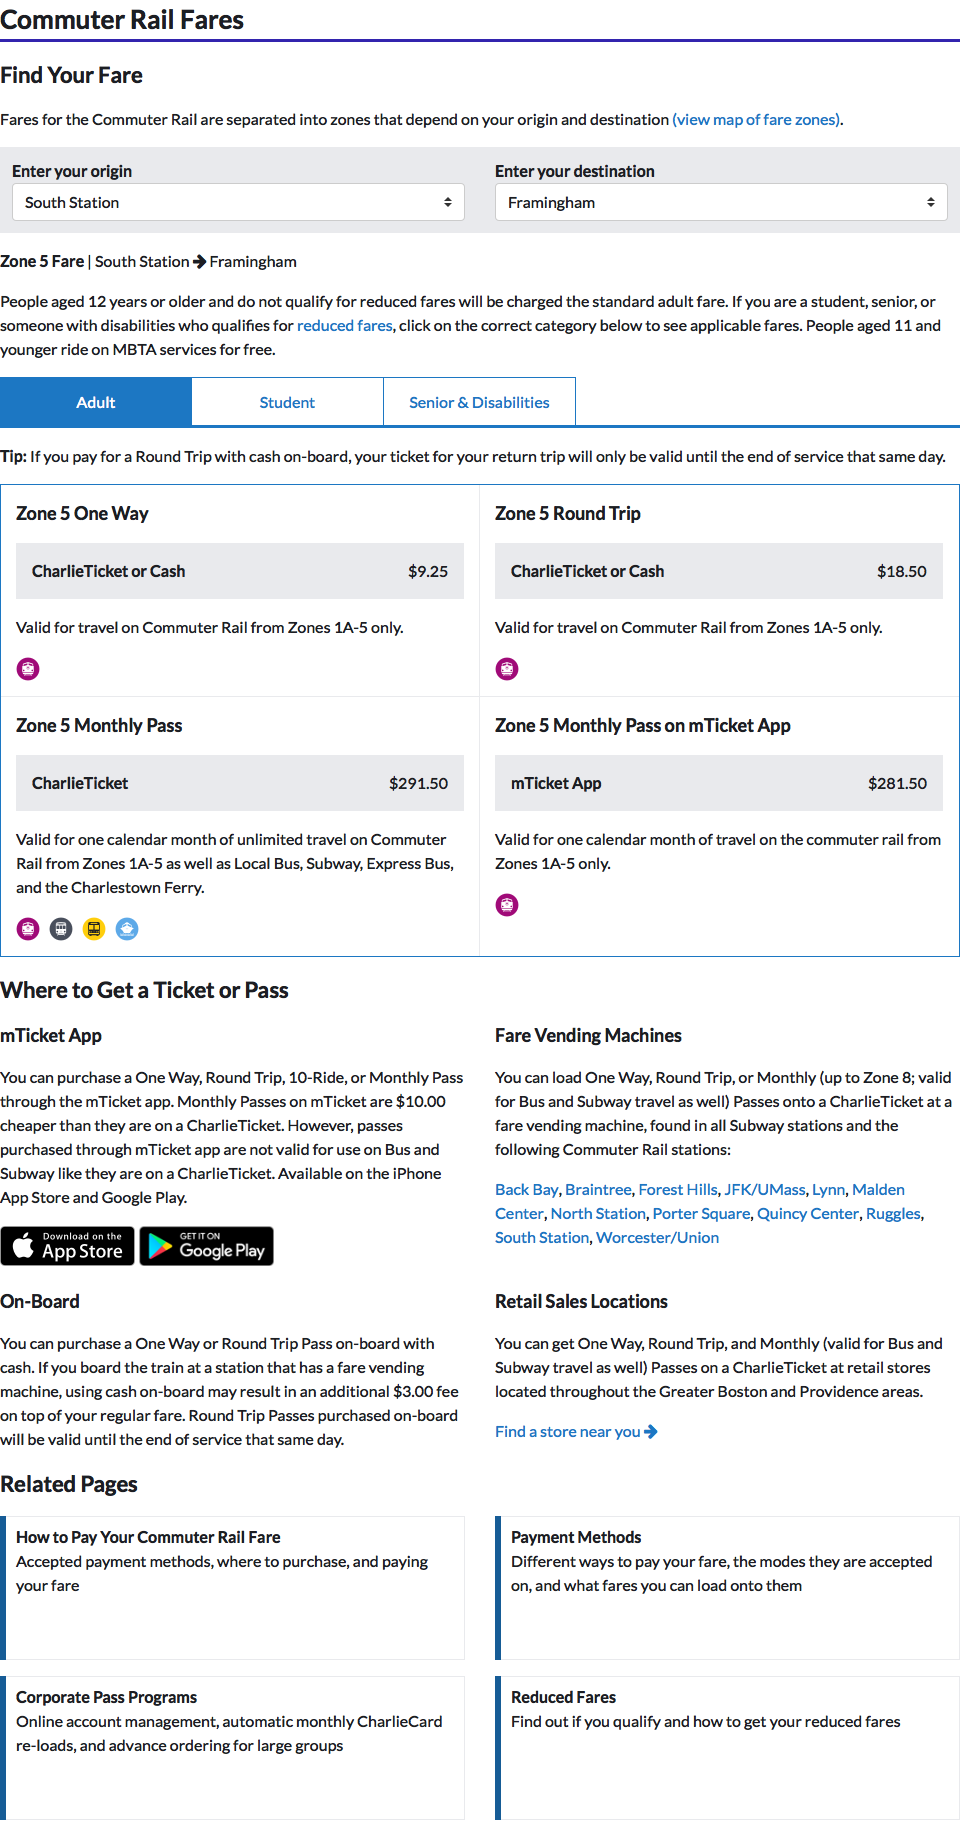 Commuter Rail Fares
Find Your Fare
Fares for the Commuter Rail are separated into zones that depend on your origin and destination (view map of fare zones).
Enter your origin
South Station
Enter your destination
Framingham
Zone 5 Fare | South Station → Framingham
People aged 12 years or older and do not qualify for reduced fares will be charged the standard adult fare. If you are a student, senior, or
someone with disabilities who qualifies for reduced fares, click on the correct category below to see applicable fares. People aged 11 and
younger ride on MBTA services for free.
Adult
Student
Senior & Disabilities
Tip: If you pay for a Round Trip with cash on-board, your ticket for your return trip will only be valid until the end of service that same day.
Zone 5 One Way
CharlieTicket or Cash $9.25
Valid for travel on Commuter Rail from Zones 1A-5 only.
Zone 5 Round Trip
CharlieTicket or Cash $18.50
Valid for travel on Commuter Rail from Zones 1A-5 only.
Zone 5 Monthly Pass
CharlieTicket $291.50
Valid for one calendar month of unlimited travel on Commuter
Rail from Zones 1A-5 as well as Local Bus, Subway, Express Bus,
and the Charlestown Ferry.
Zone 5 Monthly Pass on mTicket App
mTicket App $281.50
Valid for one calendar month of travel on the commuter rail from
Zones 1A-5 only.
Where to Get a Ticket or Pass
mTicket App
You can purchase a One Way, Round Trip, 10-Ride, or Monthly Pass
through the mTicket app. Monthly Passes on mTicket are $10.00
cheaper than they are on a CharlieTicket. However, passes
purchased through mTicket app are not valid for use on Bus and
Subway like they are on a CharlieTicket. Available on the iPhone
App Store and Google Play.
Download on the
App Store
GET IT ON
Google Play
Fare Vending Machines
You can load One Way, Round Trip, or Monthly (up to Zone 8; valid
for Bus and Subway travel as well) Passes onto a CharlieTicket at a
fare vending machine, found in all Subway stations and the
following Commuter Rail stations:
Back Bay, Braintree, Forest Hills, JFK/UMass, Lynn, Malden
Center, North Station, Porter Square, Quincy Center, Ruggles,
South Station, Worcester/Union
On-Board
You can purchase a One Way or Round Trip Pass on-board with
cash. If you board the train at a station that has a fare vending
machine, using cash on-board may result in an additional $3.00 fee
on top of your regular fare. Round Trip Passes purchased on-board
will be valid until the end of service that same day.
Retail Sales Locations
You can get One Way, Round Trip, and Monthly (valid for Bus and
Subway travel as well) Passes on a CharlieTicket at retail stores
located throughout the Greater Boston and Providence areas.
Find a store near you →
Related Pages
How to Pay Your Commuter Rail Fare
Accepted payment methods, where to purchase, and paying
your fare
Payment Methods
Different ways to pay your fare, the modes they are accepted
on, and what fares you can load onto them
Corporate Pass Programs
Online account management, automatic monthly CharlieCard
re-loads, and advance ordering for large groups
Reduced Fares
Find out if you qualify and how to get your reduced fares